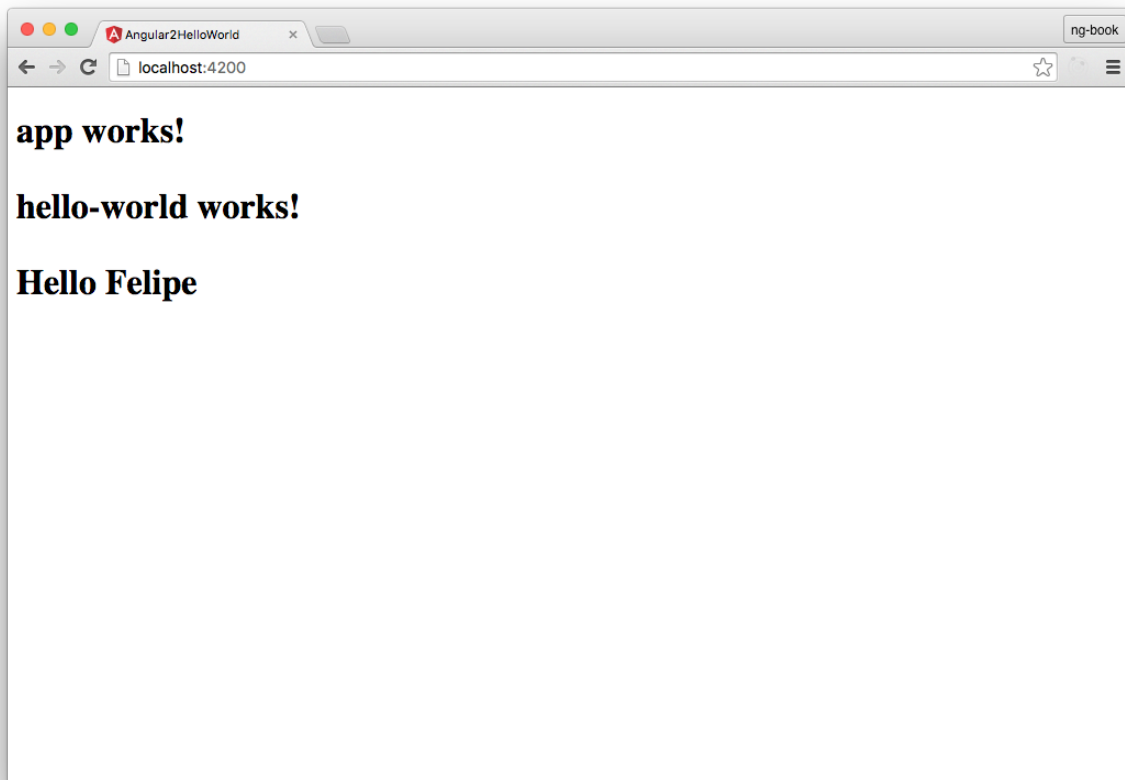 Angular2HelloWorld
ng-book
localhost:4200
app works!
hello-world works!
Hello Felipe